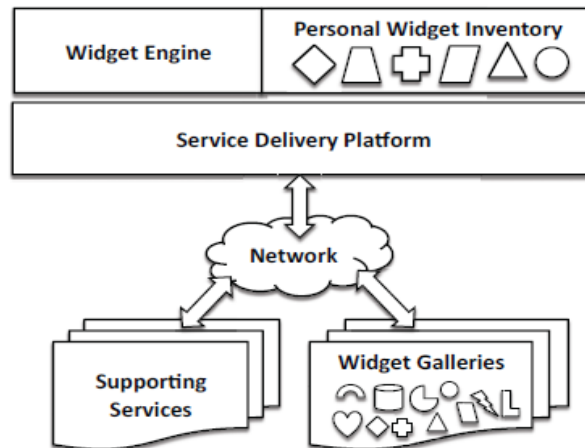 Personal Widget Inventory
Widget Engine
Service Delivery Platform
Network
Widget Galleries
Supporting
Services